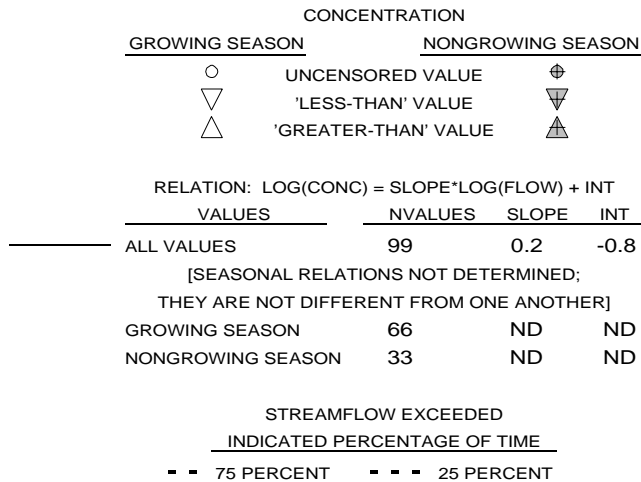 CONCENTRATION
GROWING SEASON NONGROWING SEASON
UNCENSORED VALUE
'LESS-THAN' VALUE
'GREATER-THAN' VALUE
RELATION: LOG(CONC) = SLOPE*LOG(FLOW) + INT
VALUES NVALUES SLOPE INT
ALL VALUES 99 0.2 -0.8
[SEASONAL RELATIONS NOT DETERMINED;
THEY ARE NOT DIFFERENT FROM ONE ANOTHER]
GROWING SEASON 66 ND ND
NONGROWING SEASON 33 ND ND
STREAMFLOW EXCEEDED
INDICATED PERCENTAGE OF TIME
75 PERCENT 25 PERCENT